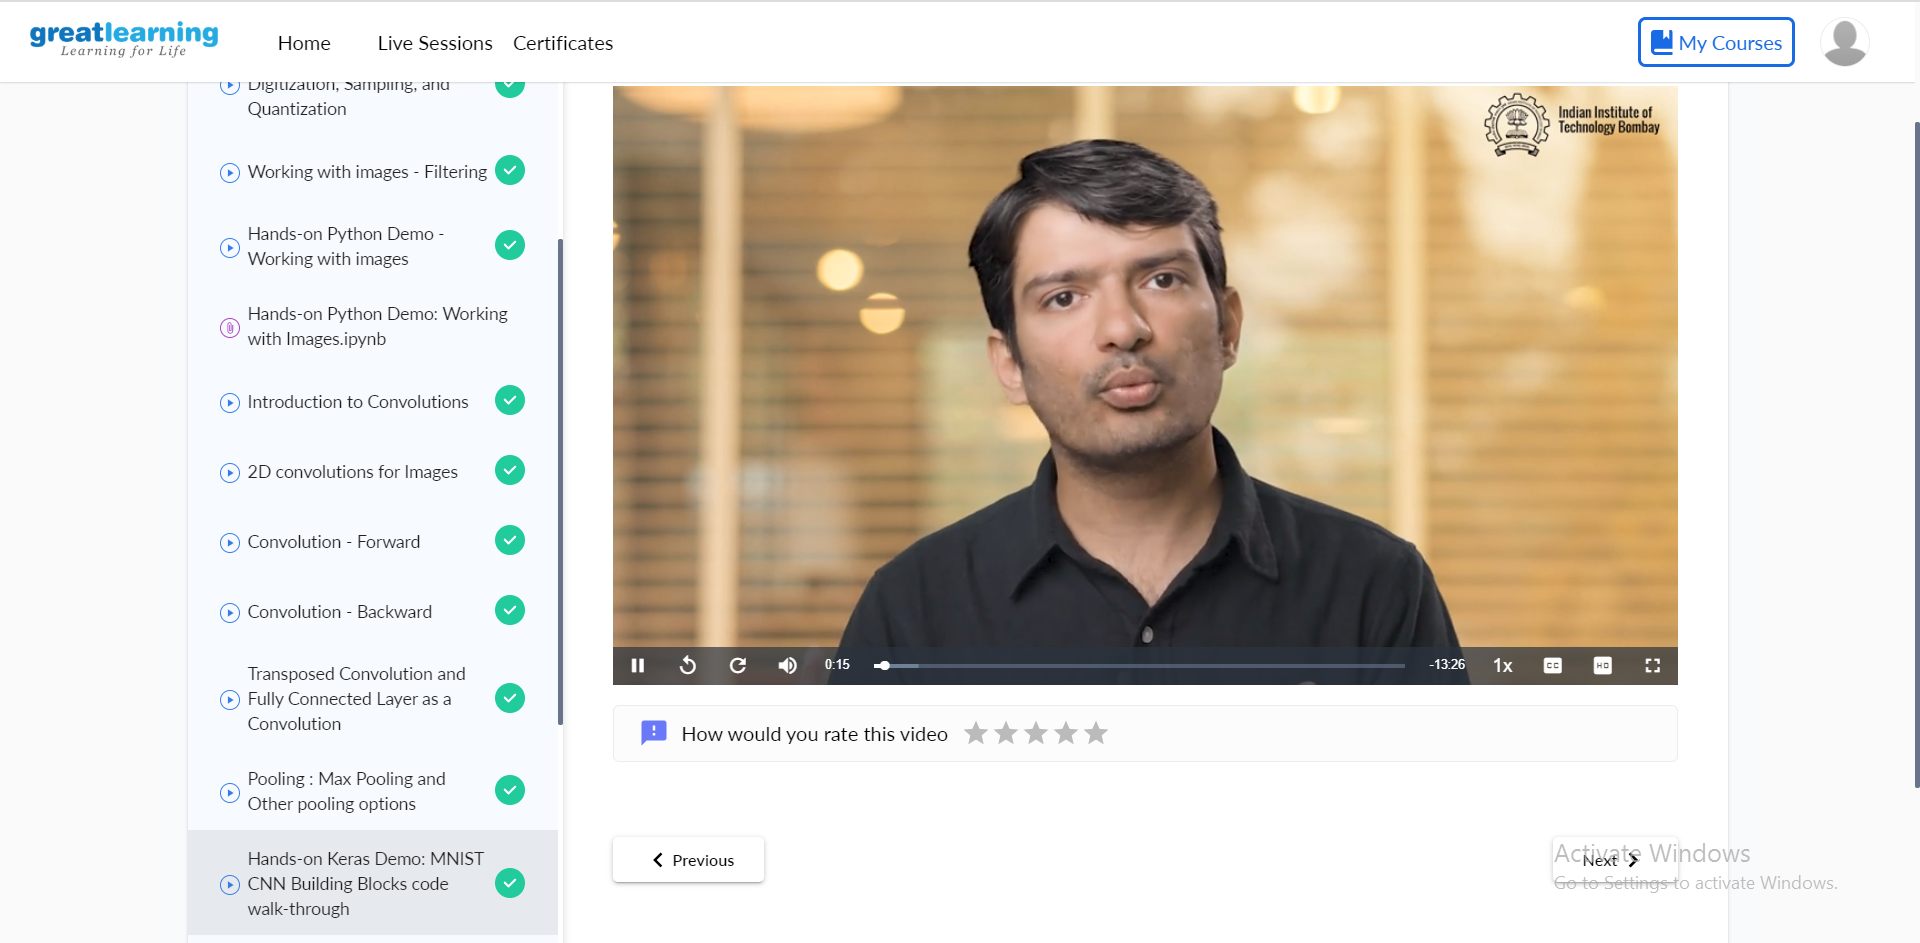 greatlearning
Learning for Life
Home
Live Sessions
Certificates
My Courses
Digitization, Sampling, and
Quantization
Working with images - Filtering
Hands-on Python Demo -
Working with images
Hands-on Python Demo: Working
with Images.ipynb
Introduction to Convolutions
2D convolutions for Images
Convolution - Forward
Convolution - Backward
Transposed Convolution and
Fully Connected Layer as a
Convolution
Pooling : Max Pooling and
Other pooling options
Hands-on Keras Demo: MNIST
CNN Building Blocks code
walk-through
Indian Institute of
Technology Bombay
0:15
-13:26
1x
CC
HD
How would you rate this video
Previous
Next
Activate Windows
Go to Settings to activate Windows.